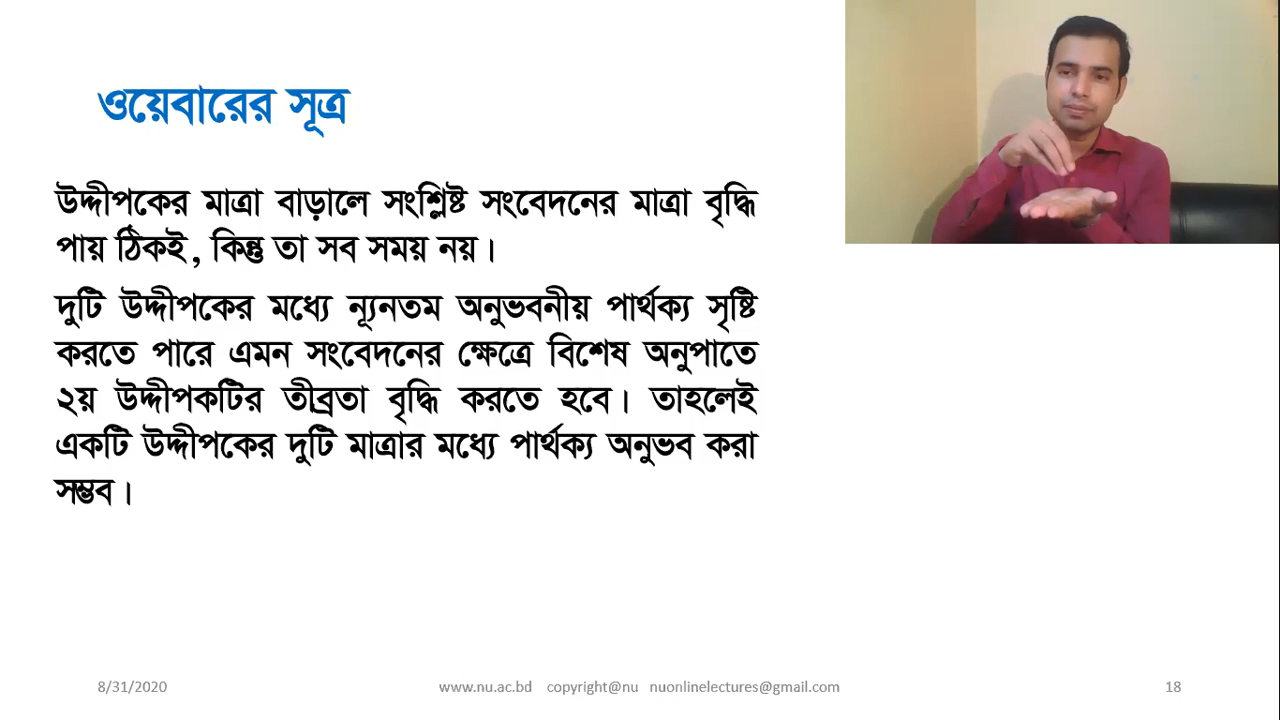 ওয়েবারের সূত্র
উদ্দীপকের মাত্রা বাড়ালে সংশ্লিষ্ট সংবেদনের মাত্রা বৃদ্ধি
পায় ঠিকই, কিন্তু তা সব সময় নয়।
দুটি উদ্দীপকের মধ্যে ন্যূনতম অনুভবনীয় পার্থক্য সৃষ্টি
করতে পারে এমন সংবেদনের ক্ষেত্রে বিশেষ অনুপাতে
২য় উদ্দীপকটির তীব্রতা বৃদ্ধি করতে হবে। তাহলেই
একটি উদ্দীপকের দুটি মাত্রার মধ্যে পার্থক্য অনুভব করা
সম্ভব।
8/31/2020 www.nu.ac.bd copyright@nu nuonlinelectures@gmail.com 18